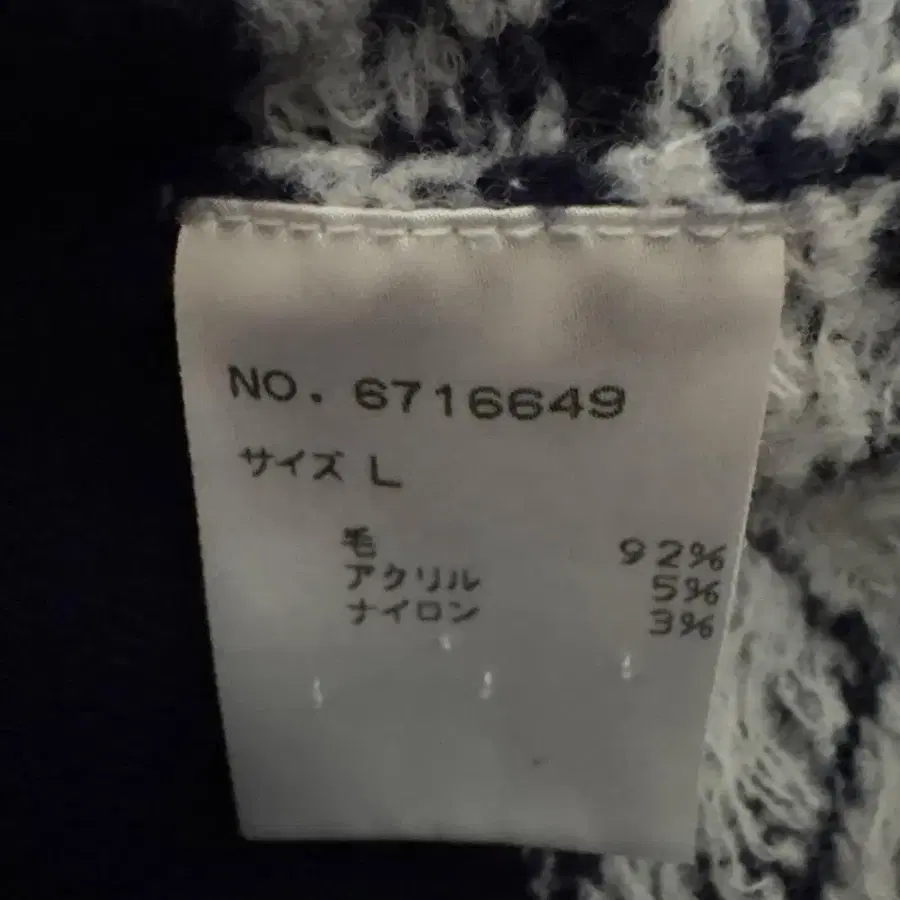 NO. 6716649
サイズ L
毛 92%
アクリル 5%
ナイロン 3%